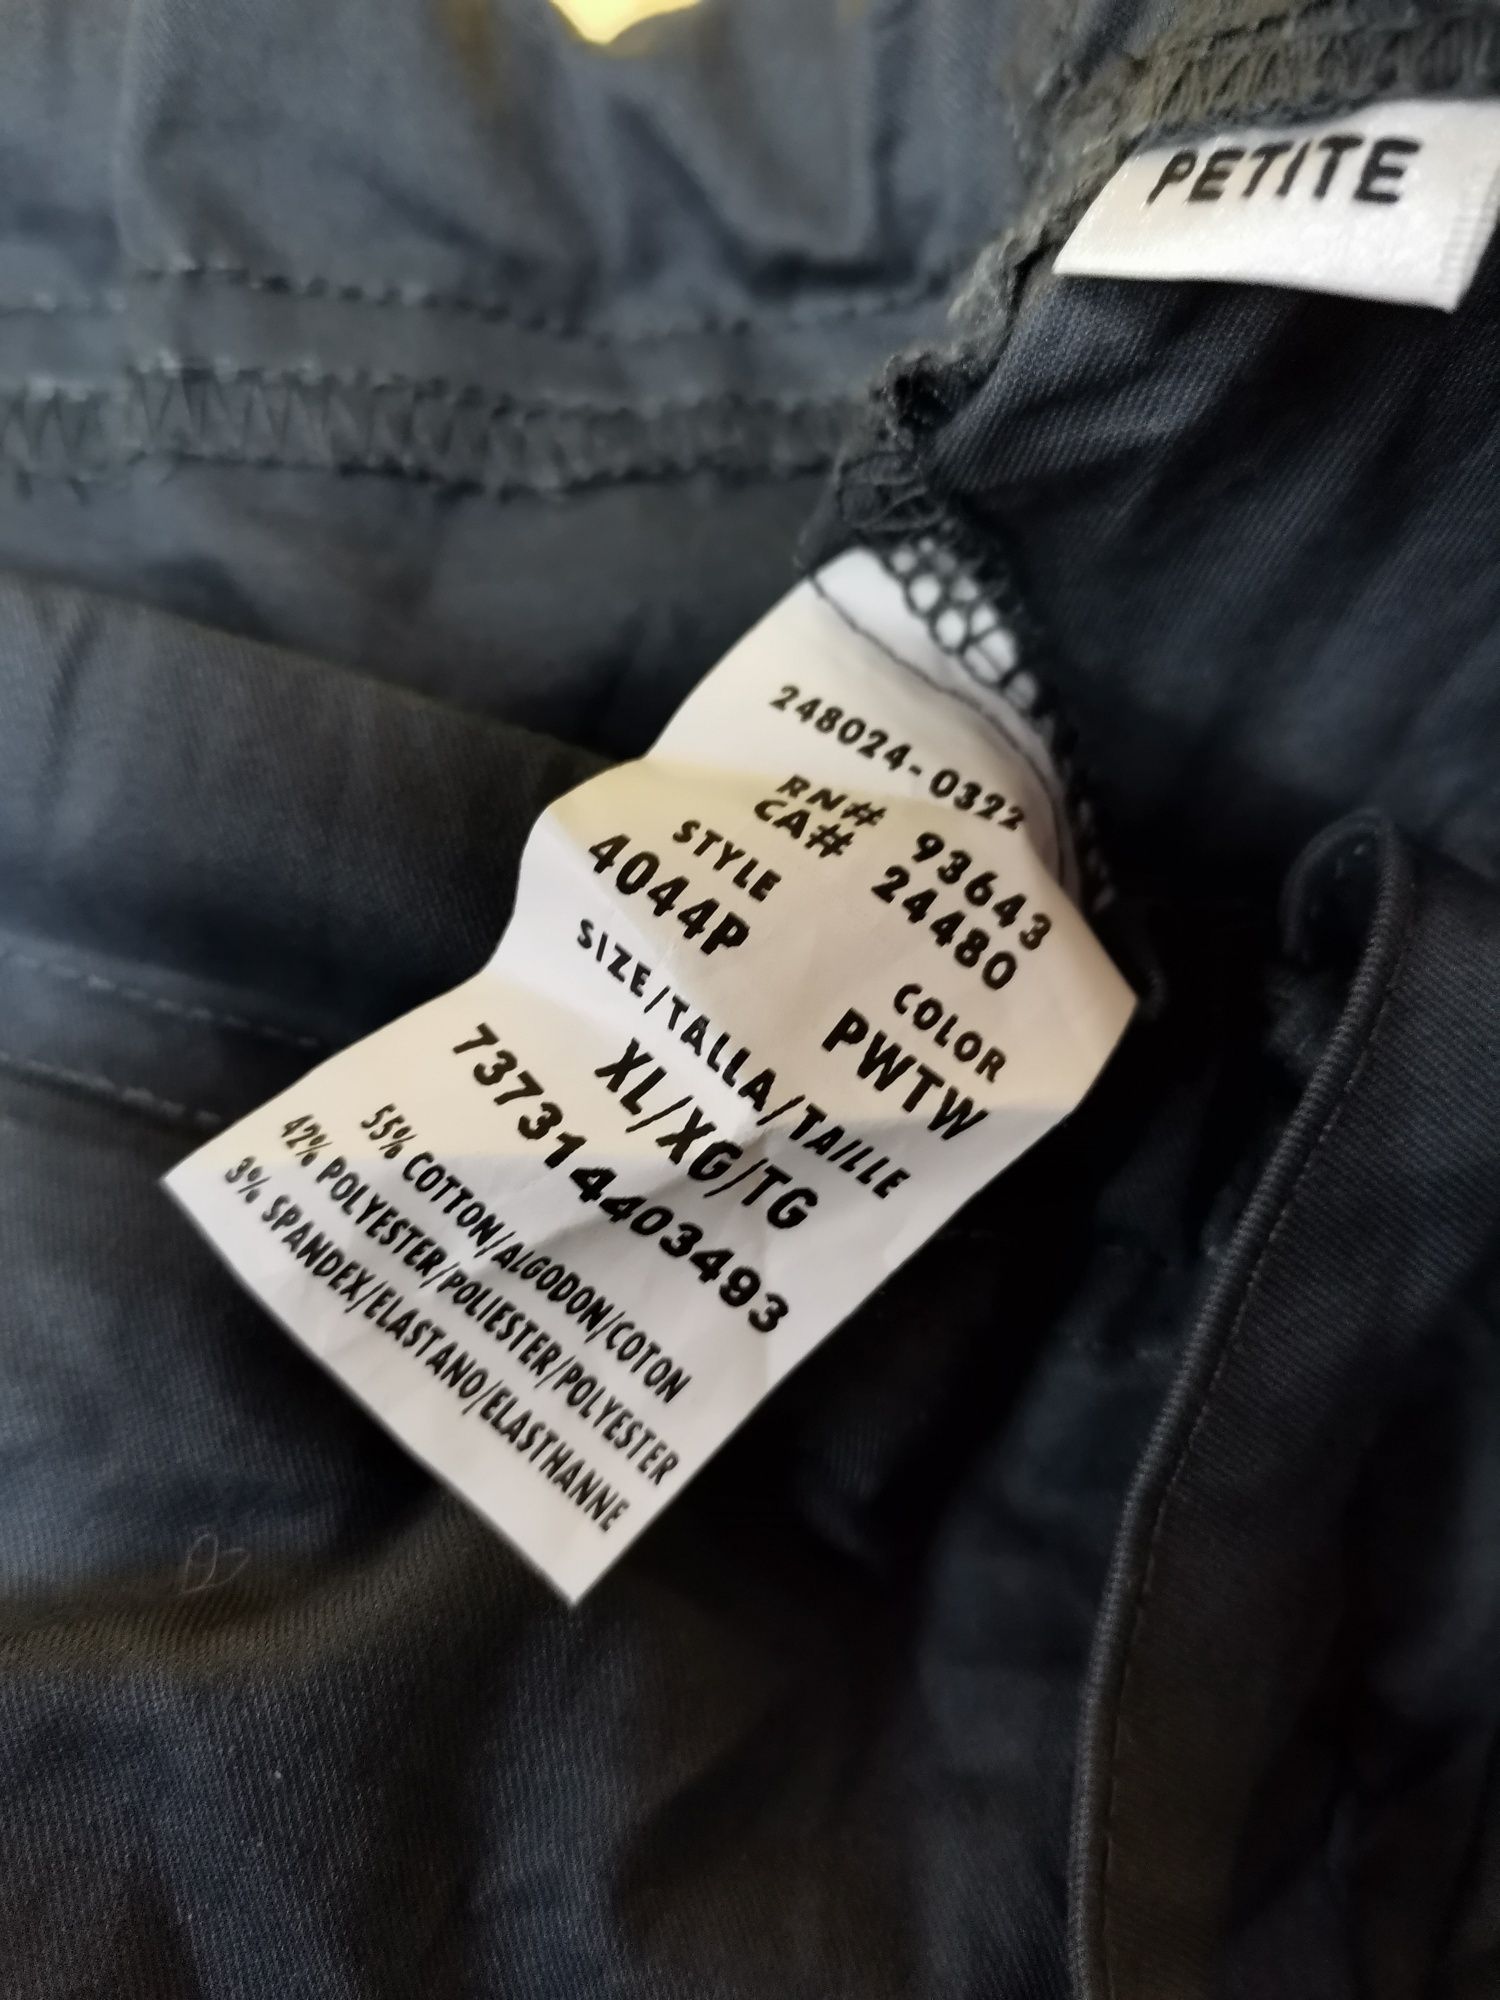 PETITE
248024-0322
RN# 93643
CA# 24480
STYLE COLOR
4044P PWTW
SIZE/TALLA/TAILLE
XL/XG/TG
737314403493
55% COTTON/ALGODON/COTON
42% POLYESTER/POLIESTER/POLYESTER
3% SPANDEX/ELASTANO/ELASTHANNE